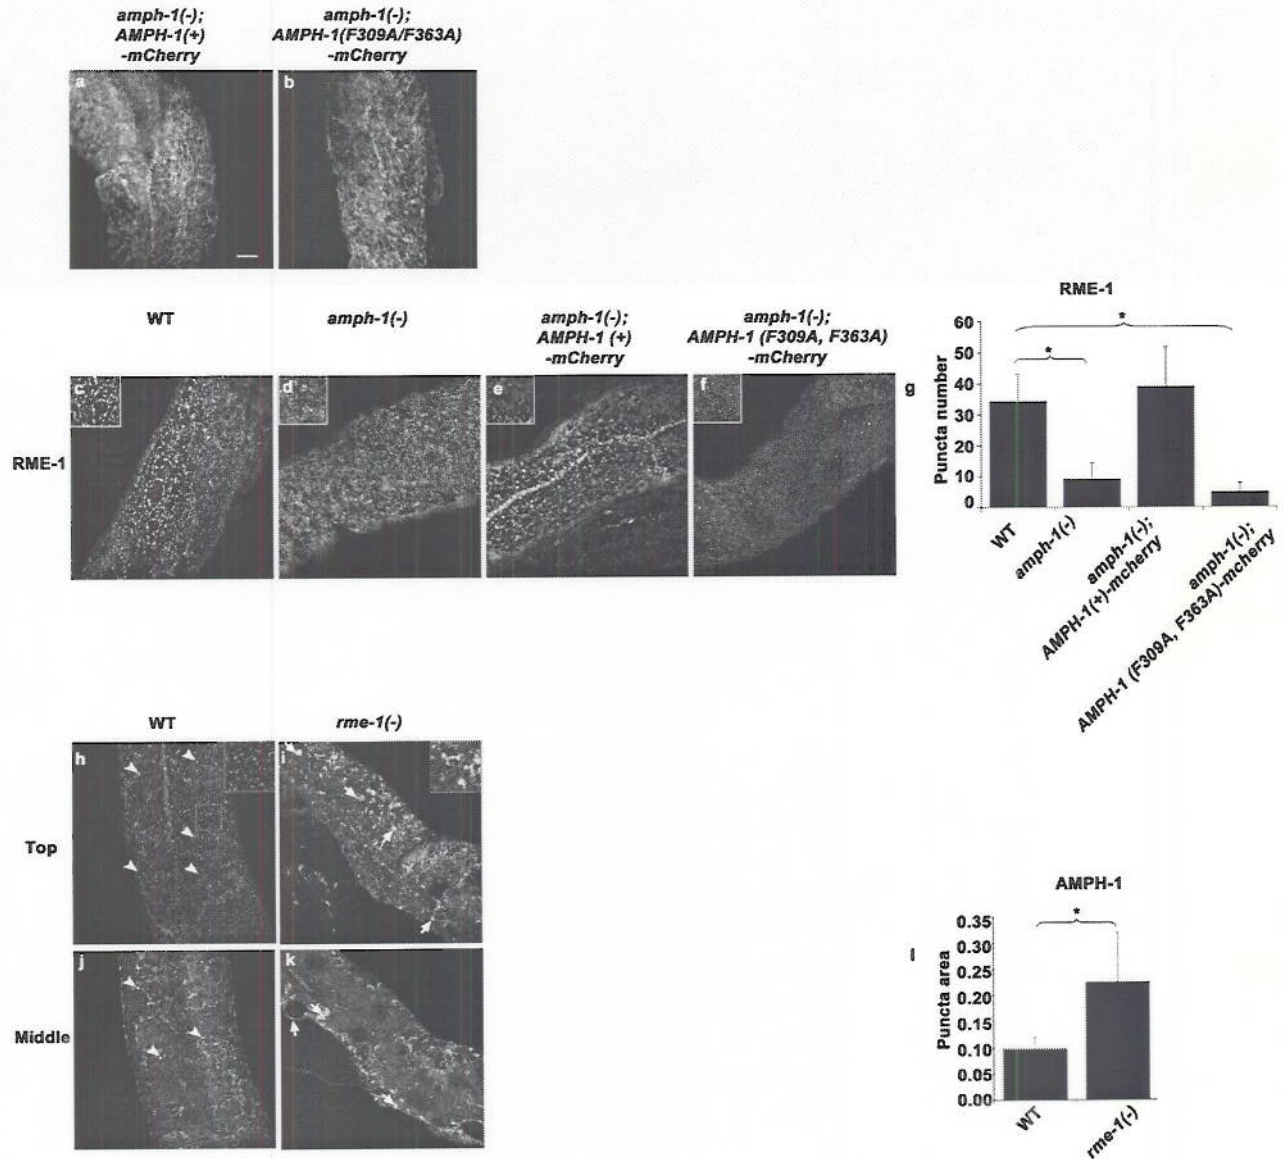 amph-1(-);
AMPH-1(+)
-mCherry
amph-1(-);
AMPH-1(F309A/F363A)
-mCherry
a
b
WT
amph-1(-)
amph-1(-);
AMPH-1 (+)
-mCherry
amph-1(-);
AMPH-1 (F309A, F363A)
-mCherry
RME-1
c
d
e
f
g
RME-1
Puncta number
60
50
40
30
20
10
0
*
*
WT
amph-1(-)
amph-1(-);
AMPH-1(+)-mcherry
amph-1(-);
AMPH-1 (F309A, F363A)-mcherry
WT
rme-1(-)
Top
h
i
Middle
j
k
l
AMPH-1
Puncta area
0.35
0.30
0.25
0.20
0.15
0.10
0.05
0.00
*
WT
rme-1(-)